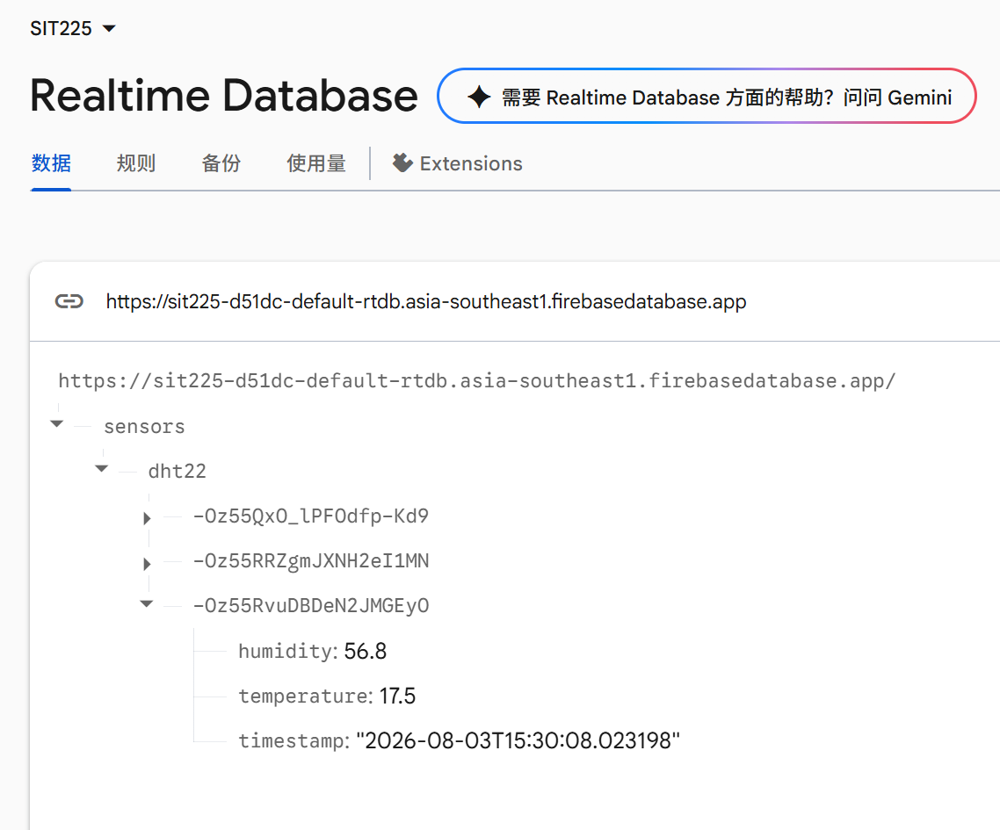 SIT225
Realtime Database
需要 Realtime Database 方面的帮助？问问 Gemini
数据 规则 备份 使用量 Extensions
https://sit225-d51dc-default-rtdb.asia-southeast1.firebasedatabase.app
https://sit225-d51dc-default-rtdb.asia-southeast1.firebasedatabase.app/
sensors
dht22
-Oz55QxO_lPFOdfp-Kd9
-Oz55RRZgmJXNH2eI1MN
-Oz55RvuDBDeN2JMGEyO
humidity: 56.8
temperature: 17.5
timestamp: "2026-08-03T15:30:08.023198"